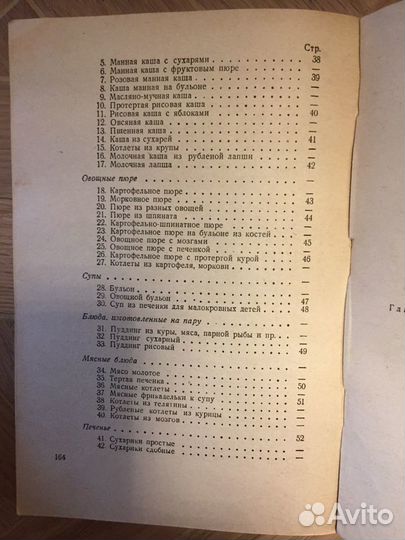 Стр.
5. Манная каша с сухарями . . . . . . 38
6. Манная каша с фруктовым пюре . . . —
7. Розовая манная каша . . . . . . 39
8. Каша манная на бульоне . . . . . . —
9. Масляно-мучная каша . . . . . . —
10. Протертая рисовая каша . . . . . . —
11. Рисовая каша с яблоками . . . . . . 40
12. Овсяная каша . . . . . . —
13. Пшенная каша . . . . . . —
14. Каша из сухарей . . . . . . 41
15. Котлеты из крупы . . . . . . —
16. Молочная каша из рубленой лапши . . . —
17. Молочная лапша . . . . . . 42
Овощные пюре . . . . . . —
18. Картофельное пюре . . . . . . —
19. Морковное пюре . . . . . . 43
20. Пюре из разных овощей . . . . . . —
21. Пюре из шпината . . . . . . 44
22. Картофельно-шпинатное пюре . . . . . . —
23. Картофельное пюре на бульоне из костей . . . —
24. Овощное пюре с мозгами . . . . . . 45
25. Овощное пюре с печенкой . . . . . . —
26. Картофельное пюре с протертой курой . . . 46
27. Котлеты из картофеля, моркови . . . . . . —
Супы . . . . . . —
28. Бульон . . . . . . —
29. Овощной бульон . . . . . . 47
30. Суп из печенки для малокровных детей . . . 48
Блюда, изготовленные на пару . . . . . . —
31. Пуддинг из куры, мяса, парной рыбы и пр. . . —
32. Пуддинг сухарный . . . . . . —
33. Пуддинг рисовый . . . . . . 49
Мясные блюда . . . . . . —
34. Мясо молотое . . . . . . —
35. Тертая печенка . . . . . . —
36. Мясные котлеты . . . . . . 50
37. Мясные фрикадельки к супу . . . . . . —
38. Котлеты из телятины . . . . . . 51
39. Рубленые котлеты из курицы . . . . . . —
40. Котлеты из мозгов . . . . . . —
Печенье . . . . . . —
41. Сухарики простые . . . . . . 52
42. Сухарики сдобные . . . . . . —
164
Гла
Avito